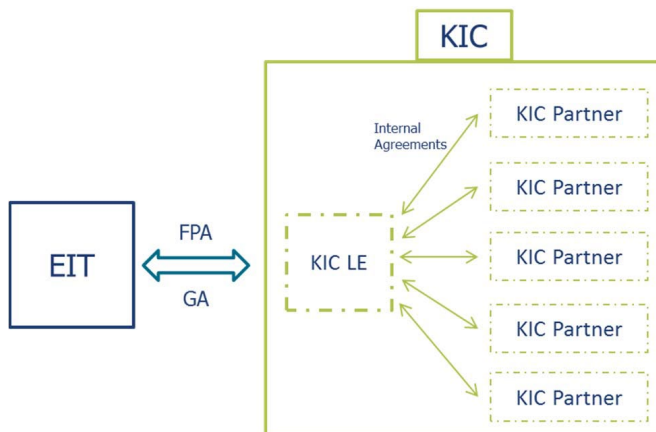 KIC
Internal
Agreements
KIC Partner
KIC Partner
FPA
EIT
KIC LE
KIC Partner
GA
KIC Partner
KIC Partner